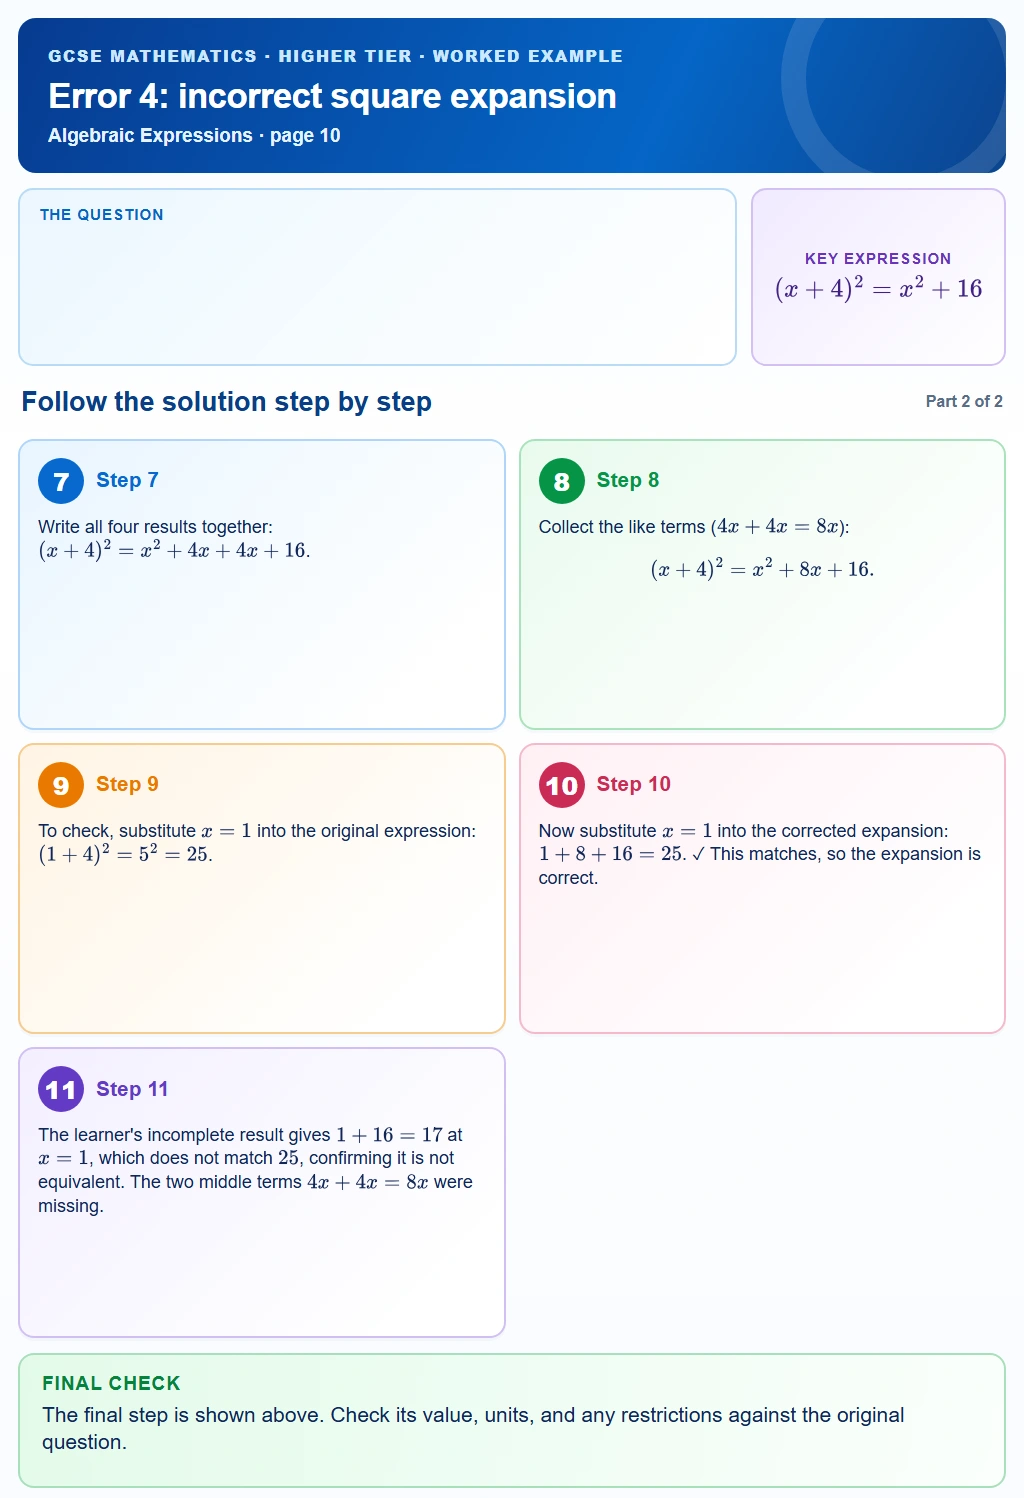 GCSE MATHEMATICS · HIGHER TIER · WORKED EXAMPLE
Error 4: incorrect square expansion
Algebraic Expressions · page 10
THE QUESTION
KEY EXPRESSION
(x + 4)² = x² + 16
Follow the solution step by step
Part 2 of 2
7 Step 7
Write all four results together:
(x + 4)² = x² + 4x + 4x + 16.
8 Step 8
Collect the like terms (4x + 4x = 8x):
(x + 4)² = x² + 8x + 16.
9 Step 9
To check, substitute x = 1 into the original expression:
(1 + 4)² = 5² = 25.
10 Step 10
Now substitute x = 1 into the corrected expansion:
1 + 8 + 16 = 25. ✓ This matches, so the expansion is
correct.
11 Step 11
The learner's incomplete result gives 1 + 16 = 17 at
x = 1, which does not match 25, confirming it is not
equivalent. The two middle terms 4x + 4x = 8x were
missing.
FINAL CHECK
The final step is shown above. Check its value, units, and any restrictions against the original
question.